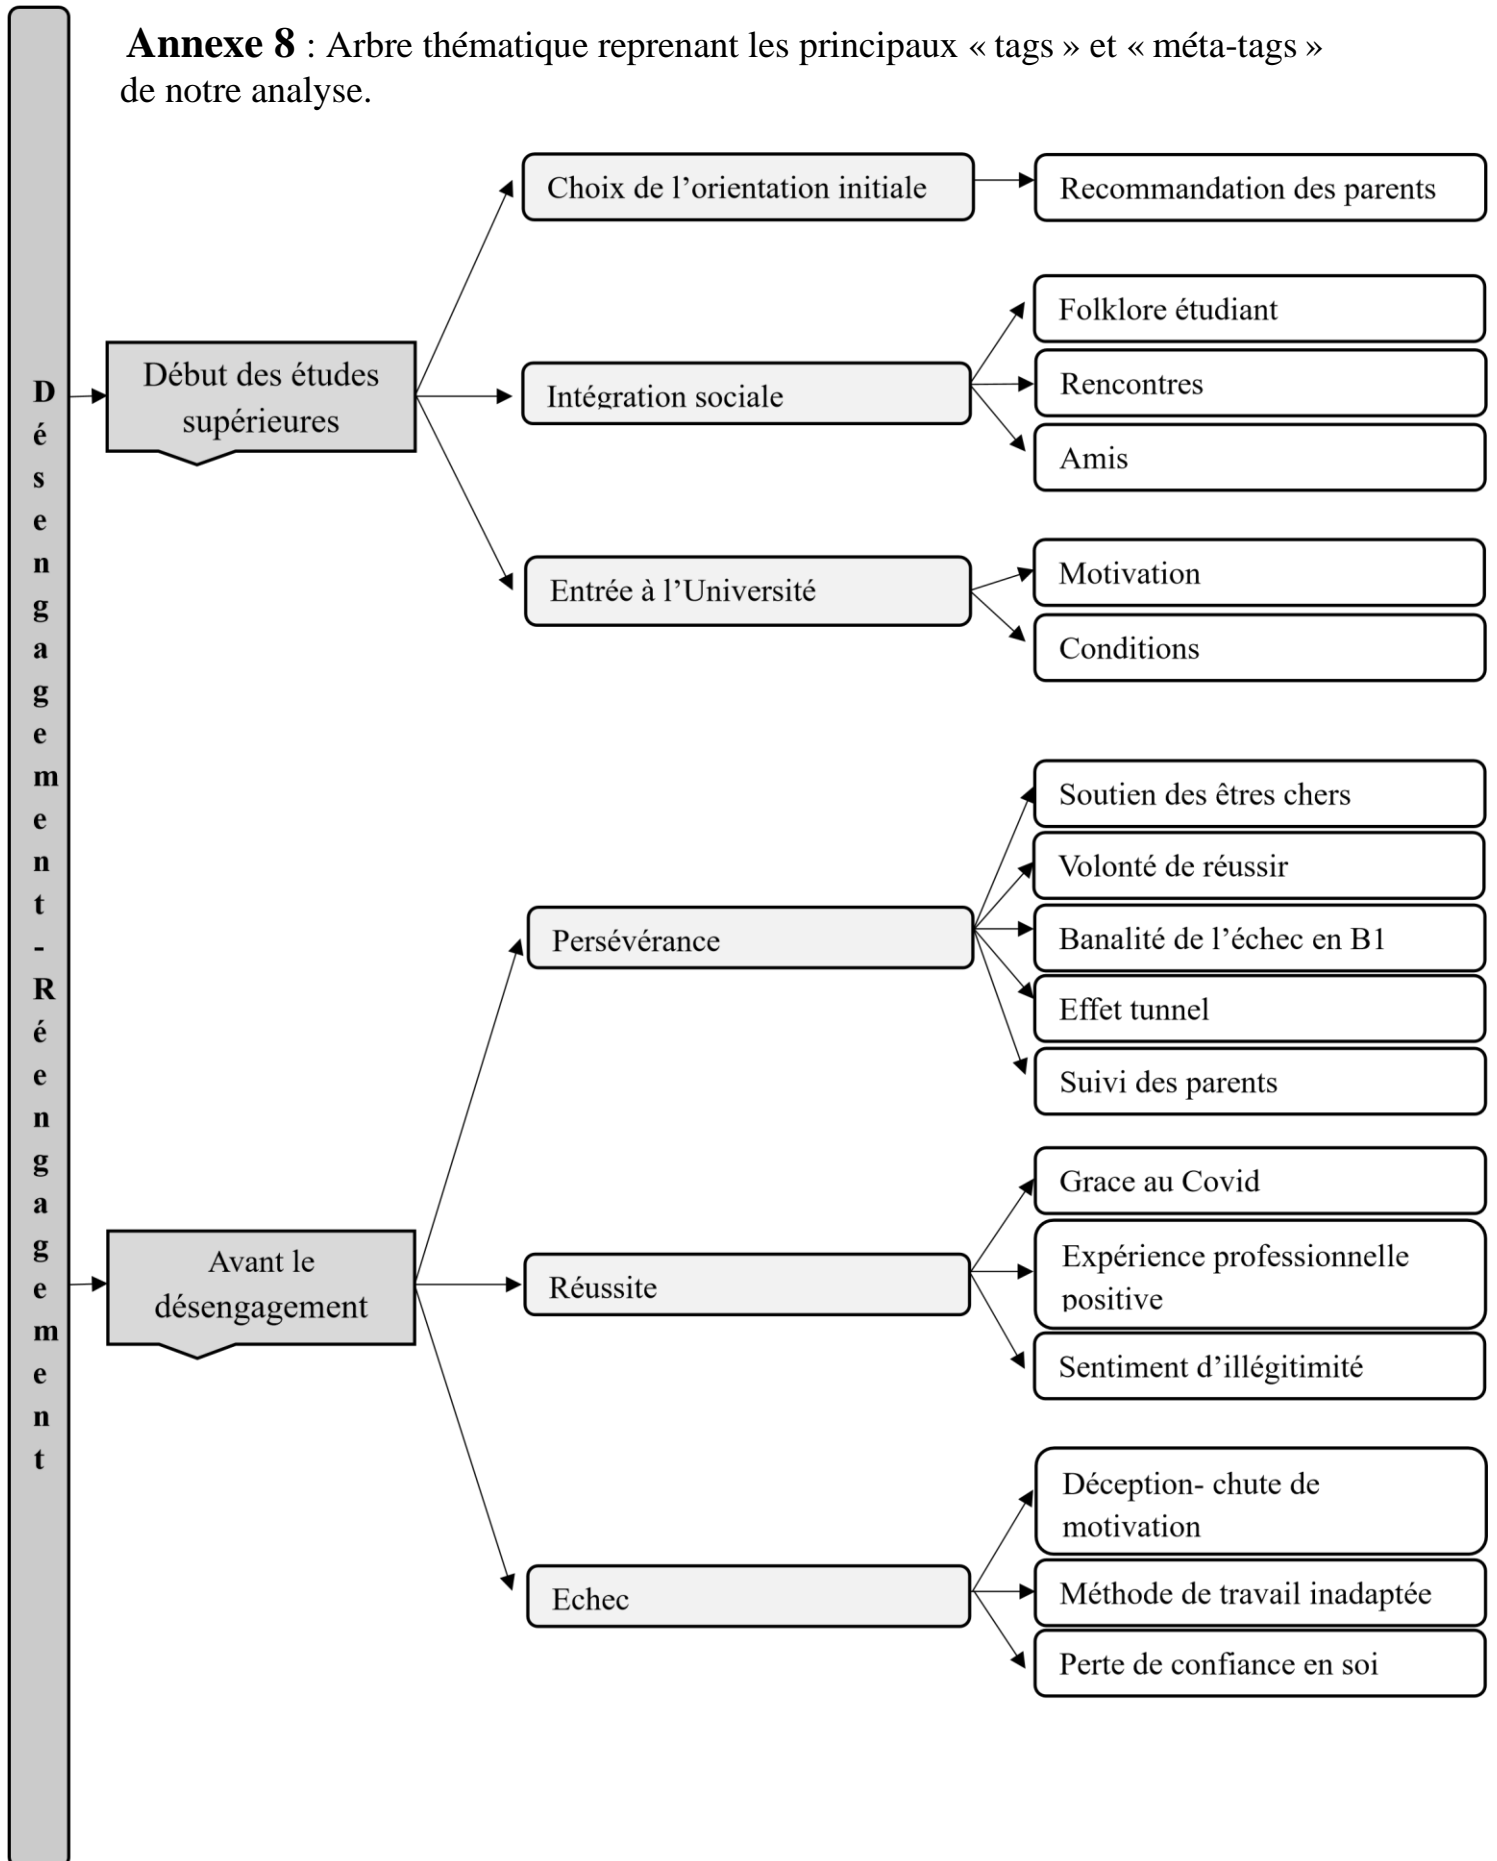 Annexe 8 : Arbre thématique reprenant les principaux « tags » et « méta-tags »
de notre analyse.
Désengagement-Réengagement
Début des études
supérieures
Choix de l’orientation initiale
Recommandation des parents
Intégration sociale
Folklore étudiant
Rencontres
Amis
Entrée à l’Université
Motivation
Conditions
Avant le
désengagement
Persévérance
Soutien des êtres chers
Volonté de réussir
Banalité de l’échec en B1
Effet tunnel
Suivi des parents
Réussite
Grace au Covid
Expérience professionnelle
positive
Sentiment d’illégitimité
Echec
Déception- chute de
motivation
Méthode de travail inadaptée
Perte de confiance en soi